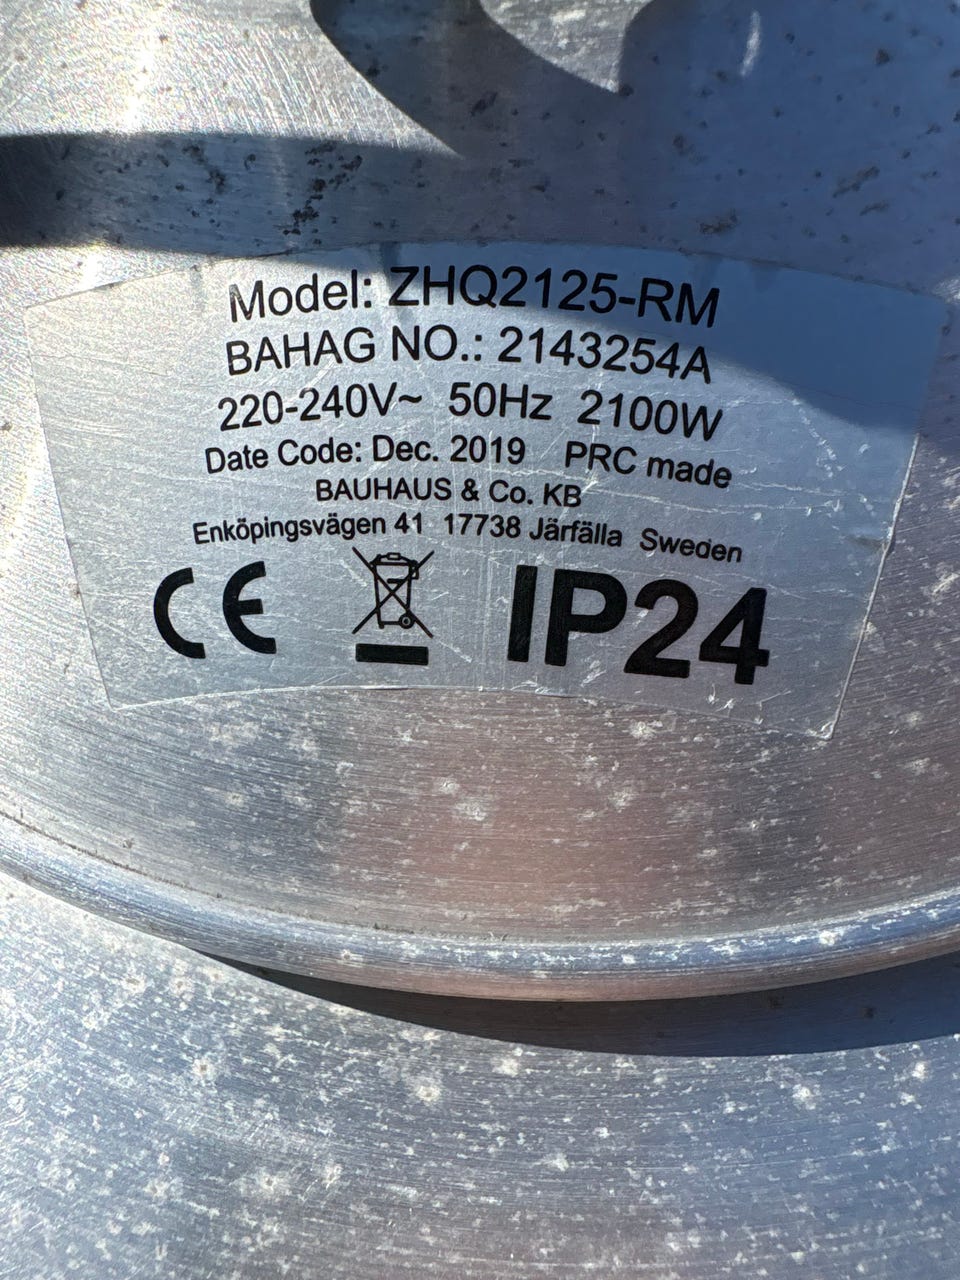 Model: ZHQ2125-RM
BAHAG NO.: 2143254A
220-240V~ 50Hz 2100W
Date Code: Dec. 2019 PRC made
BAUHAUS & Co. KB
Enköpingsvägen 41 17738 Järfälla Sweden
CE IP24